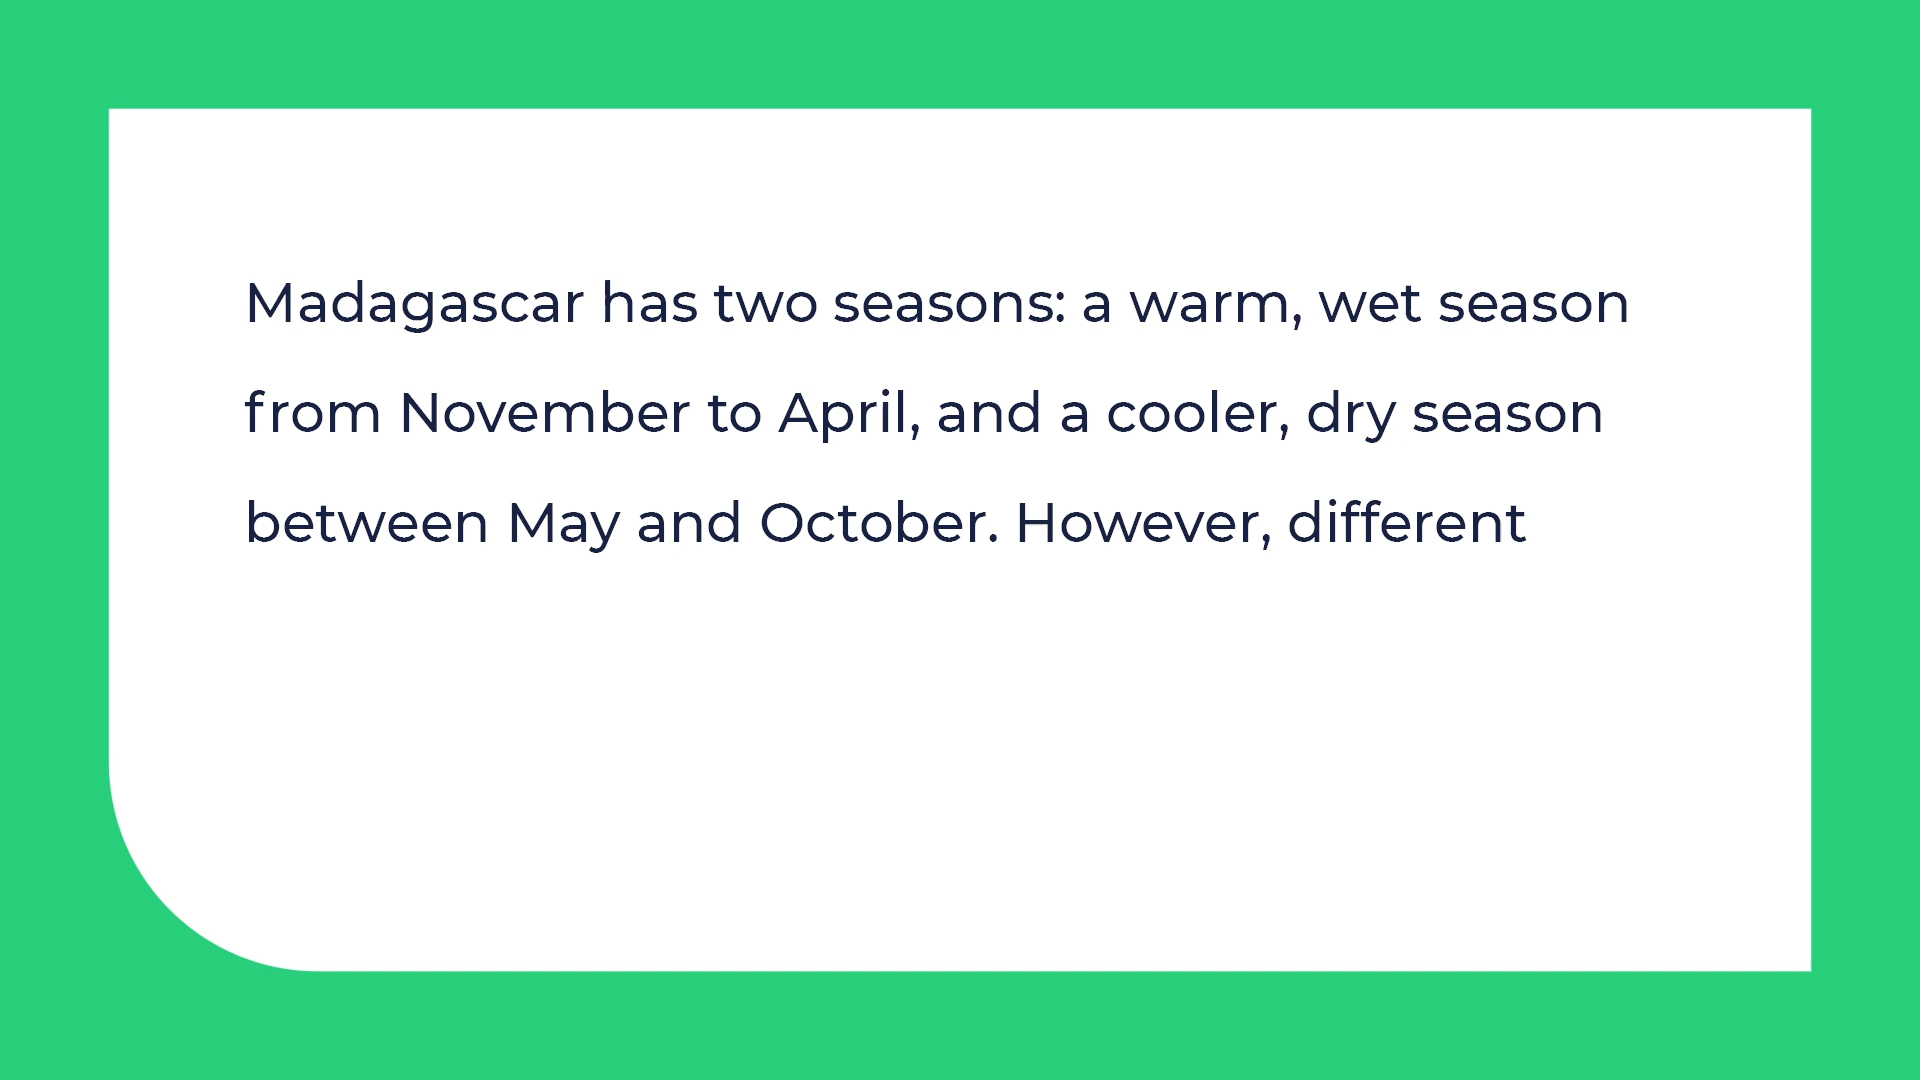 Madagascar has two seasons: a warm, wet season
from November to April, and a cooler, dry season
between May and October. However, different